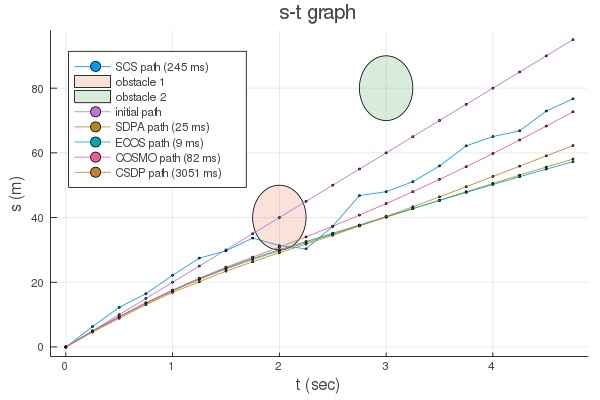 s-t graph
SCS path (245 ms)
obstacle 1
obstacle 2
initial path
SDPA path (25 ms)
ECOS path (9 ms)
COSMO path (82 ms)
CSDP path (3051 ms)
80
60
40
20
0
s (m)
0 1 2 3 4
t (sec)